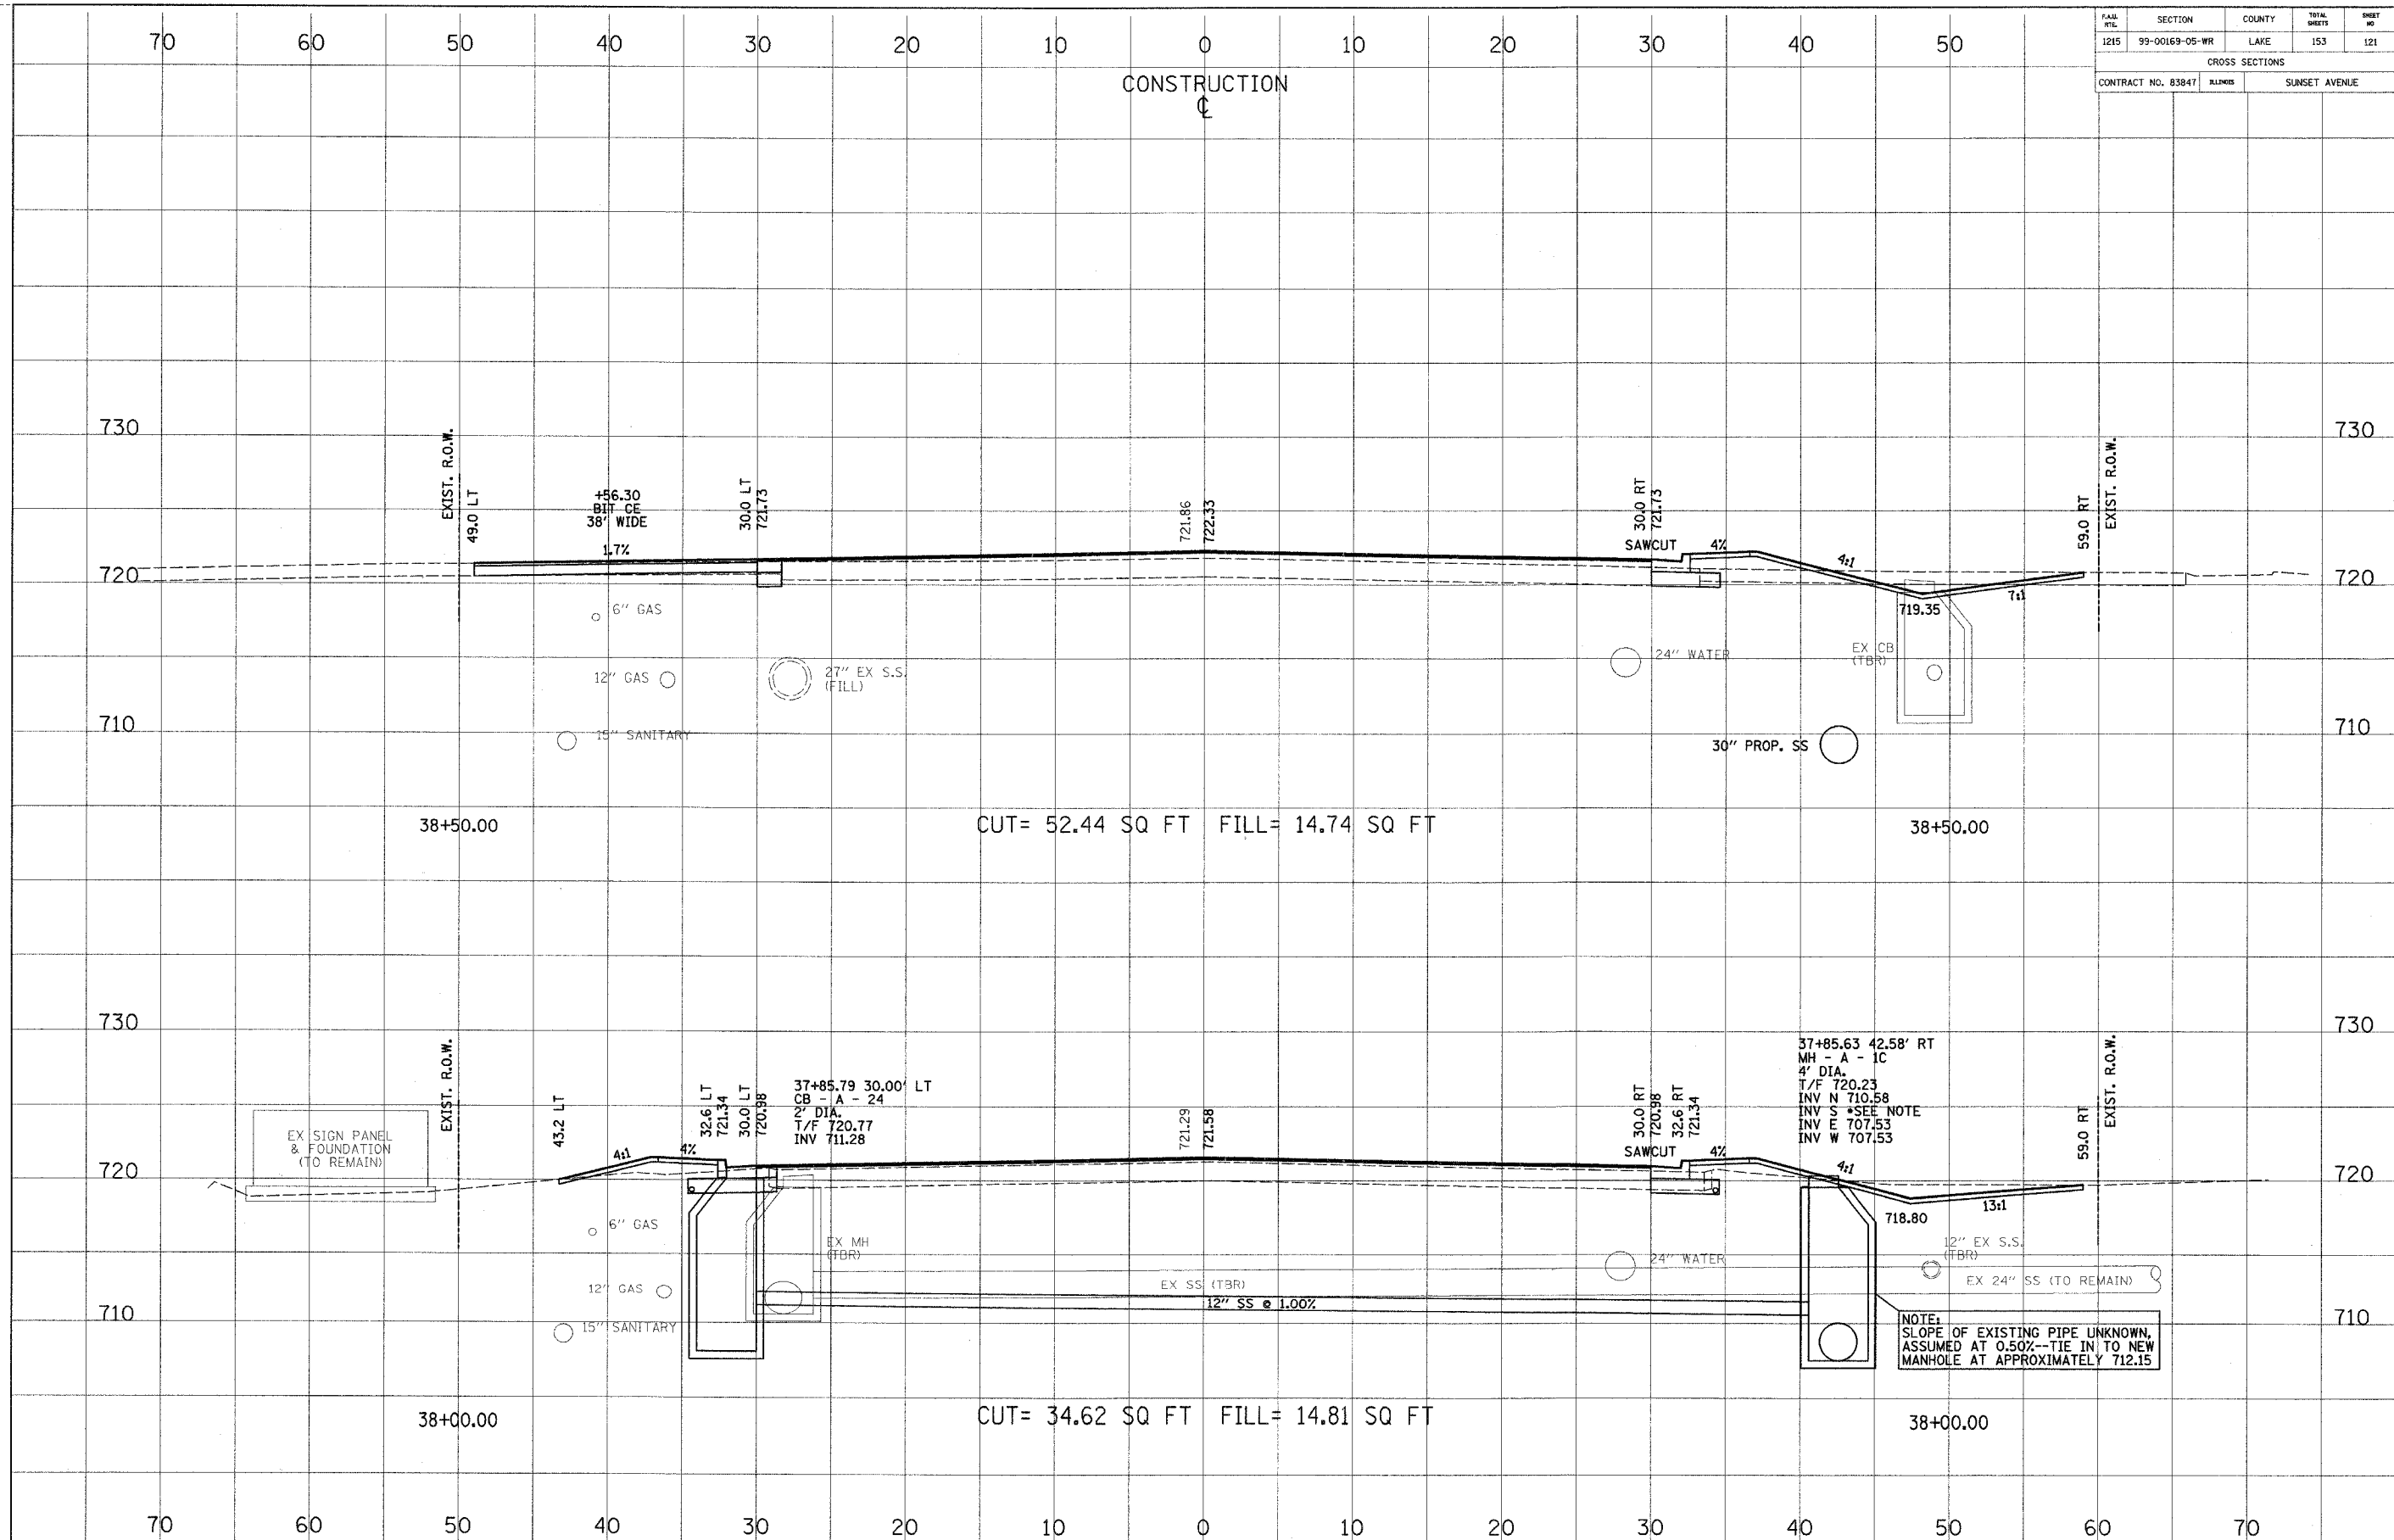 F.A.U. RTE. SECTION COUNTY TOTAL SHEETS SHEET NO
1215 99-00169-05-WR LAKE 153 121
CROSS SECTIONS
CONTRACT NO. 83847 ILLINOIS SUNSET AVENUE
70 60 50 40 30 20 10 0 10 20 30 40 50
CONSTRUCTION
℄
730 730
EXIST. R.O.W.
49.0 LT
+56.30
BIT CE
38' WIDE
1.7%
30.0 LT
721.73
721.86
722.33
30.0 RT
721.73
SAWCUT
4%
4:1
719.35
7:1
59.0 RT
EXIST. R.O.W.
720 720
6" GAS
12" GAS
27" EX S.S.
(FILL)
15" SANITARY
24" WATER
EX CB
(TBR)
30" PROP. SS
710 710
38+50.00
CUT= 52.44 SQ FT FILL= 14.74 SQ FT
38+50.00
730 730
EX SIGN PANEL
& FOUNDATION
(TO REMAIN)
EXIST. R.O.W.
43.2 LT
4:1
4%
32.6 LT
721.34
30.0 LT
720.98
37+85.79 30.00' LT
CB - A - 24
2' DIA.
T/F 720.77
INV 711.28
721.29
721.58
30.0 RT
720.98
32.6 RT
721.34
SAWCUT
4%
37+85.63 42.58' RT
MH - A - 1C
4' DIA.
T/F 720.23
INV N 710.58
INV S *SEE NOTE
INV E 707.53
INV W 707.53
4:1
718.80
13:1
59.0 RT
EXIST. R.O.W.
720 720
6" GAS
12" GAS
15" SANITARY
EX MH
(TBR)
EX SS (TBR)
12" SS @ 1.00%
24" WATER
12" EX S.S.
(TBR)
EX 24" SS (TO REMAIN)
NOTE:
SLOPE OF EXISTING PIPE UNKNOWN,
ASSUMED AT 0.50%--TIE IN TO NEW
MANHOLE AT APPROXIMATELY 712.15
710 710
38+00.00
CUT= 34.62 SQ FT FILL= 14.81 SQ FT
38+00.00
70 60 50 40 30 20 10 0 10 20 30 40 50 60 70